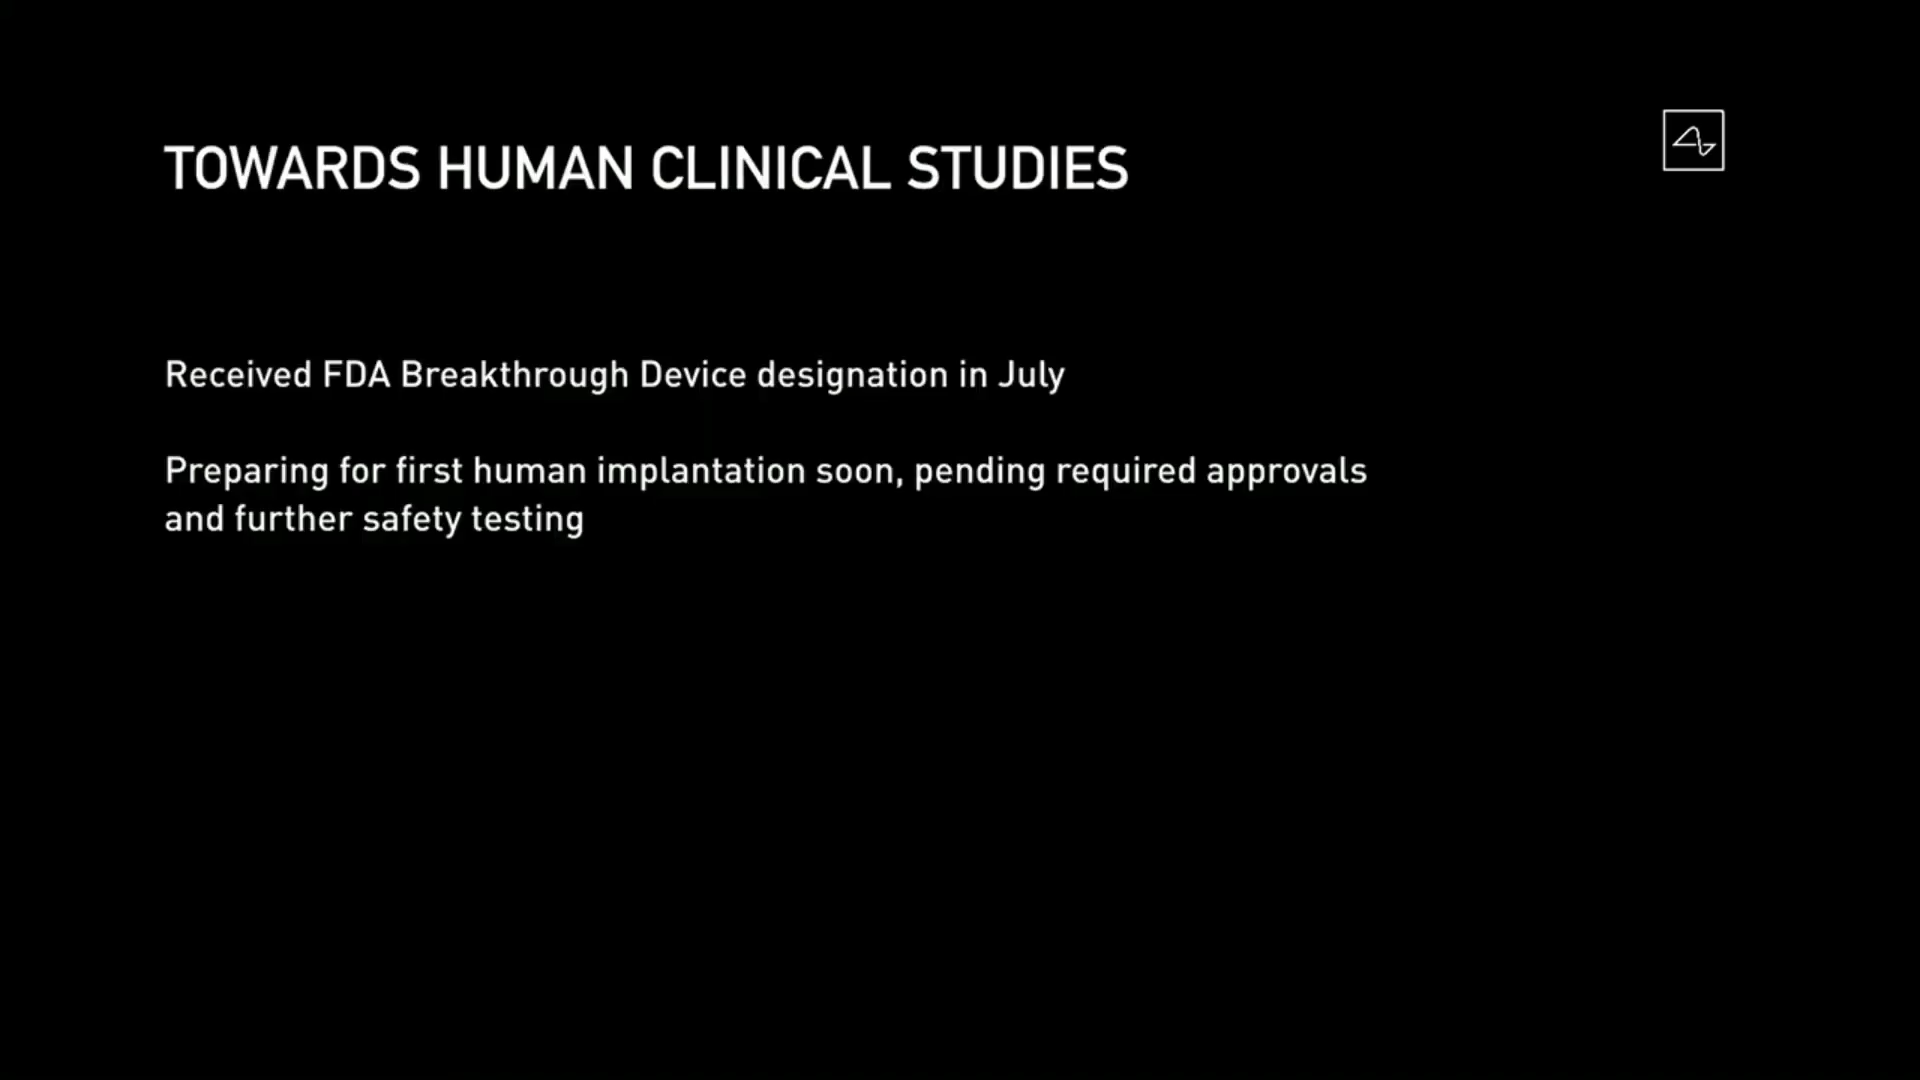 TOWARDS HUMAN CLINICAL STUDIES
Received FDA Breakthrough Device designation in July
Preparing for first human implantation soon, pending required approvals
and further safety testing